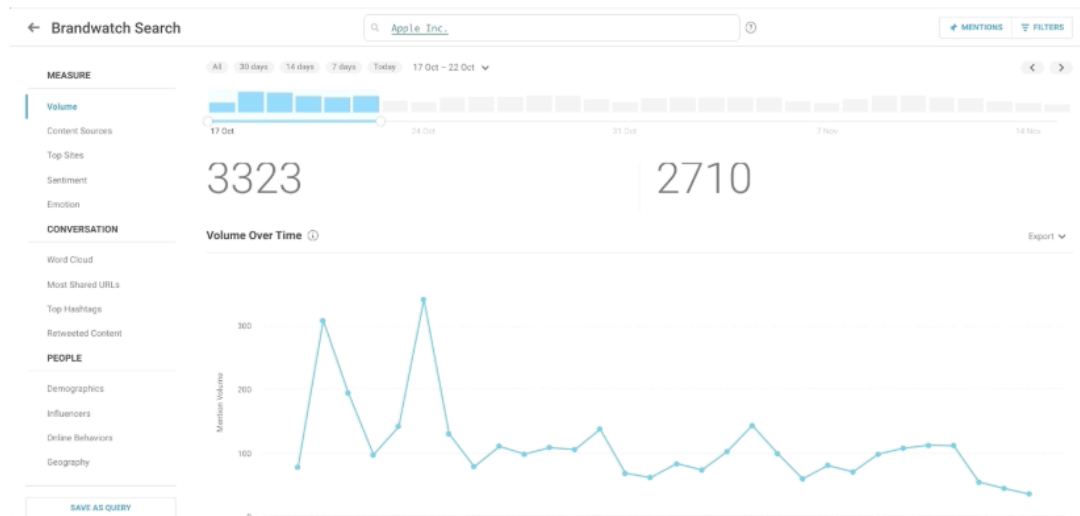 ← Brandwatch Search
Apple Inc.
MENTIONS
FILTERS
MEASURE
Volume
Content Sources
Top Sites
Sentiment
Emotion
CONVERSATION
Word Cloud
Most Shared URLs
Top Hashtags
Retweeted Content
PEOPLE
Demographics
Influencers
Online Behaviors
Geography
SAVE AS QUERY
All 30 days 14 days 7 days Today 17 Oct – 22 Oct
17 Oct 24 Oct 31 Oct 7 Nov 14 Nov
3323 2710
Volume Over Time
Export
Mention Volume
300
200
100
0